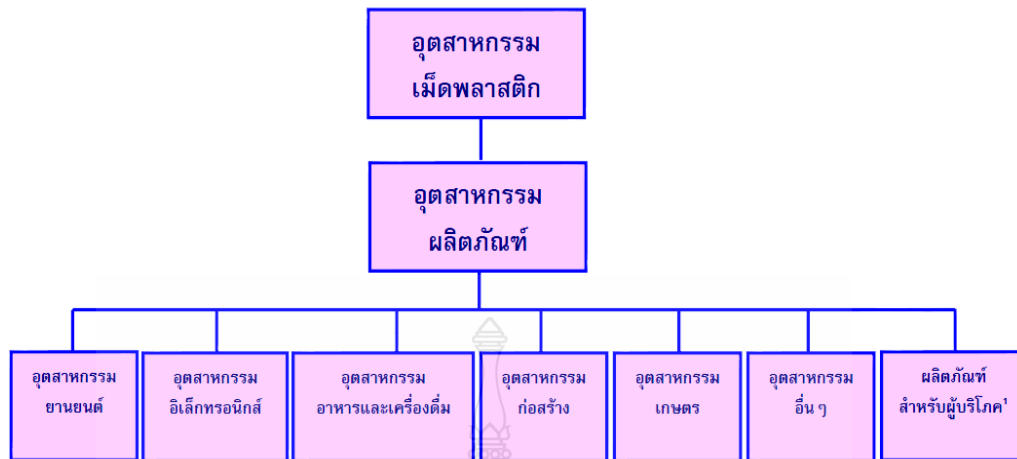 อุตสาหกรรม
เม็ดพลาสติก
อุตสาหกรรม
ผลิตภัณฑ์
อุตสาหกรรม
ยานยนต์
อุตสาหกรรม
อิเล็กทรอนิกส์
อุตสาหกรรม
อาหารและเครื่องดื่ม
อุตสาหกรรม
ก่อสร้าง
อุตสาหกรรม
เกษตร
อุตสาหกรรม
อื่น ๆ
ผลิตภัณฑ์
สำหรับผู้บริโภค¹